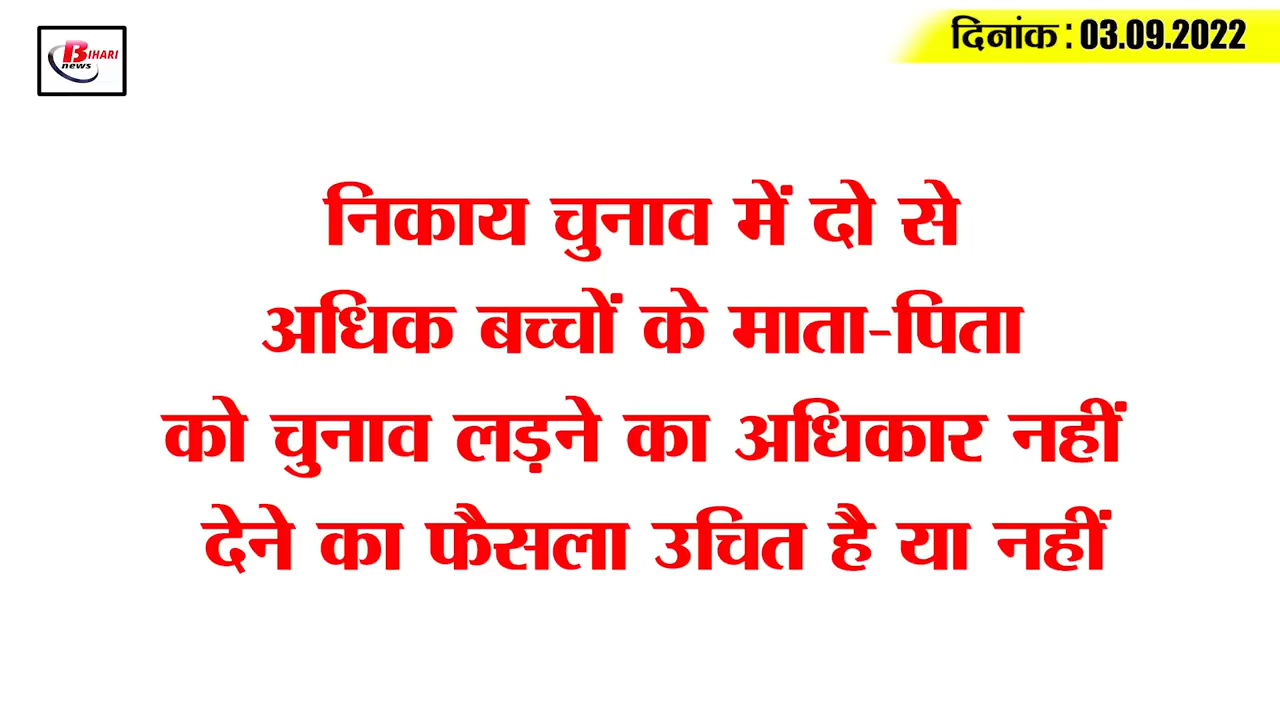 BIHARI
news
दिनांक : 03.09.2022
निकाय चुनाव में दो से
अधिक बच्चों के माता-पिता
को चुनाव लड़ने का अधिकार नहीं
देने का फैसला उचित है या नहीं